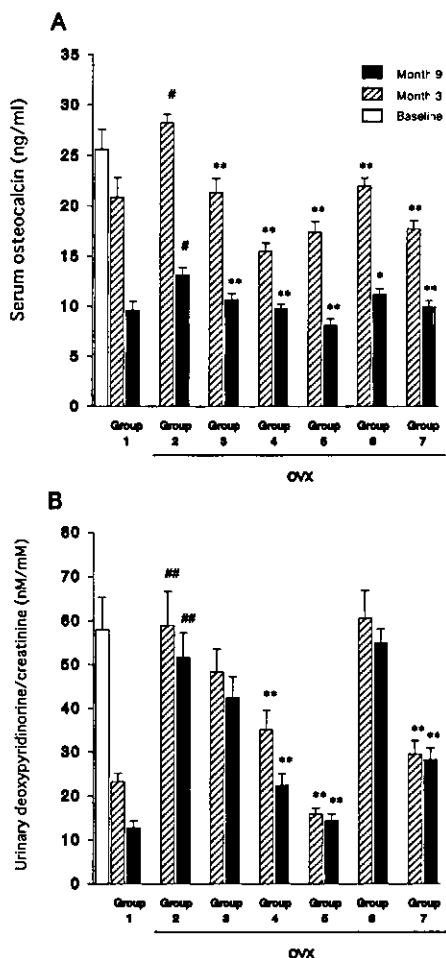 A
Month 9
Month 3
Baseline
Serum osteocalcin (ng/ml)
35
30
25
20
15
10
5
0
#
#
**
**
**
**
**
**
**
*
**
**
Group Group Group Group Group Group Group
1 2 3 4 5 6 7
OVX
B
Urinary deoxypyridinorine/creatinine (nM/mM)
80
70
60
50
40
30
20
10
0
##
##
**
**
**
**
**
**
Group Group Group Group Group Group Group
1 2 3 4 5 6 7
OVX